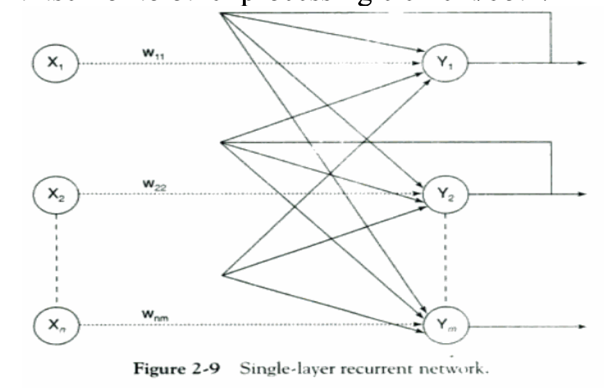 X1 w11 Y1
X2 w22 Y2
Xn wnm Ym
Figure 2-9 Single-layer recurrent network.